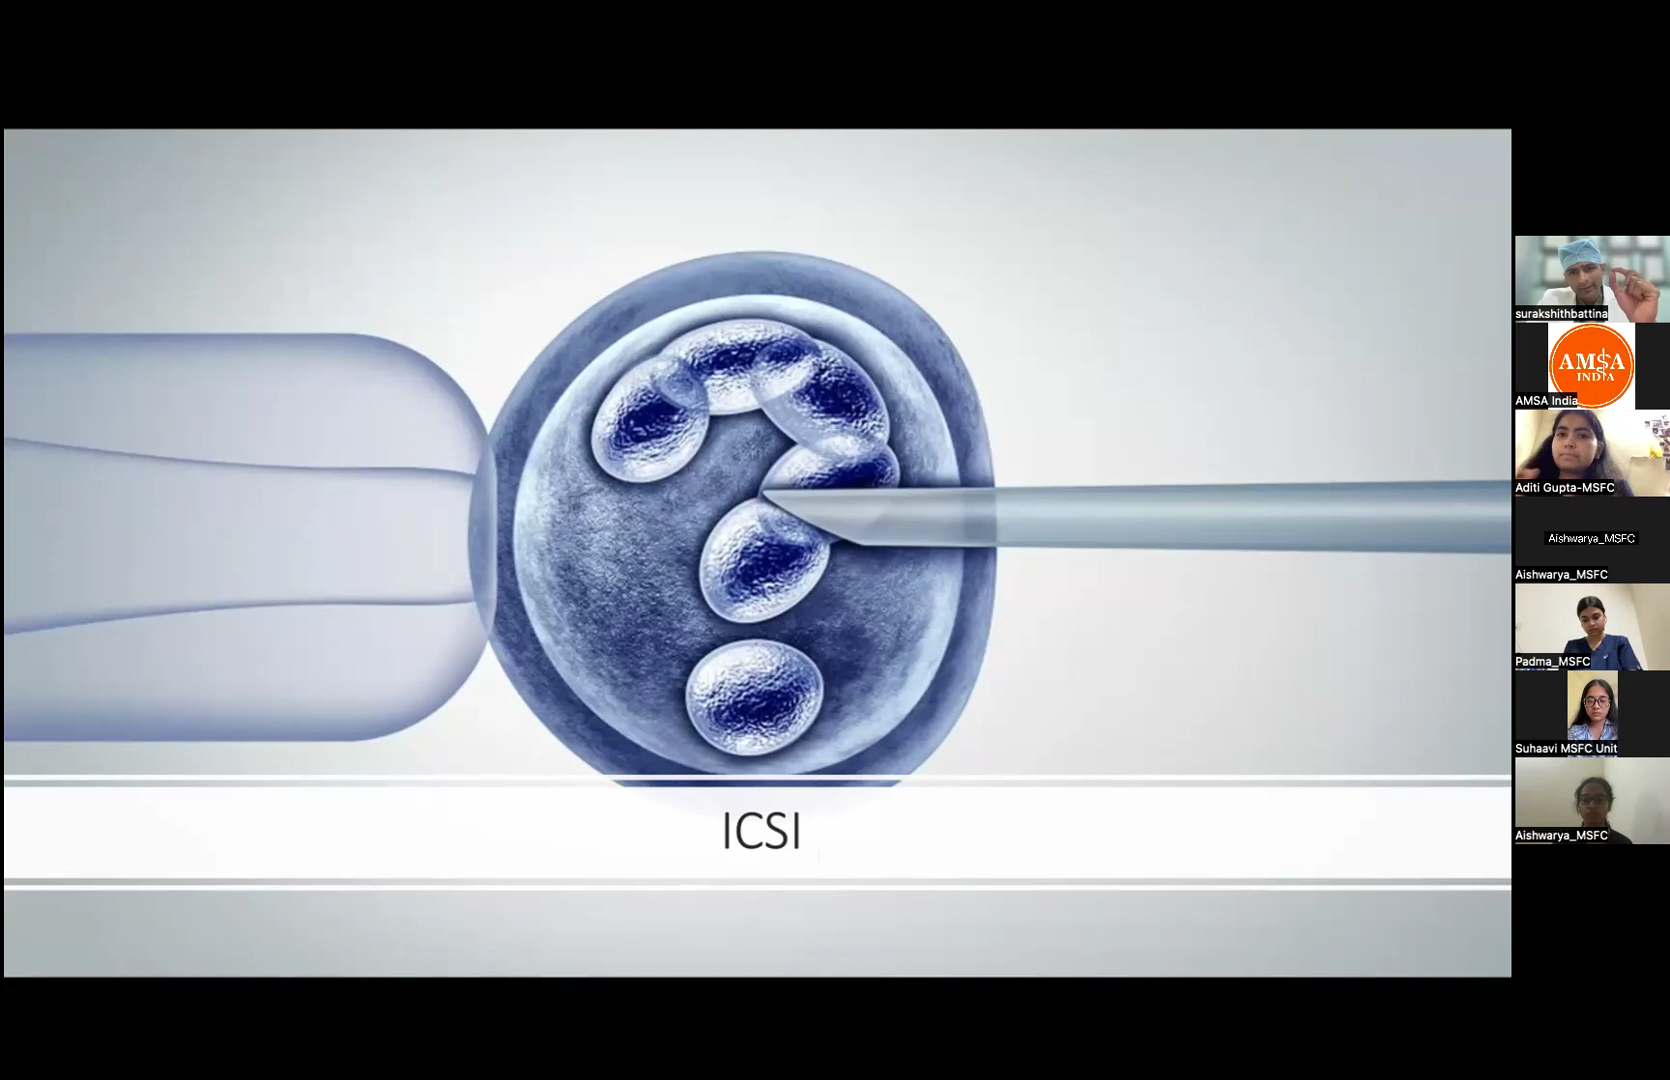 ICSI
surakshithbattina
AMSA
INDIA
AMSA India
Aditi Gupta-MSFC
Aishwarya_MSFC
Aishwarya_MSFC
Padma_MSFC
Suhaavi MSFC Unit
Aishwarya_MSFC